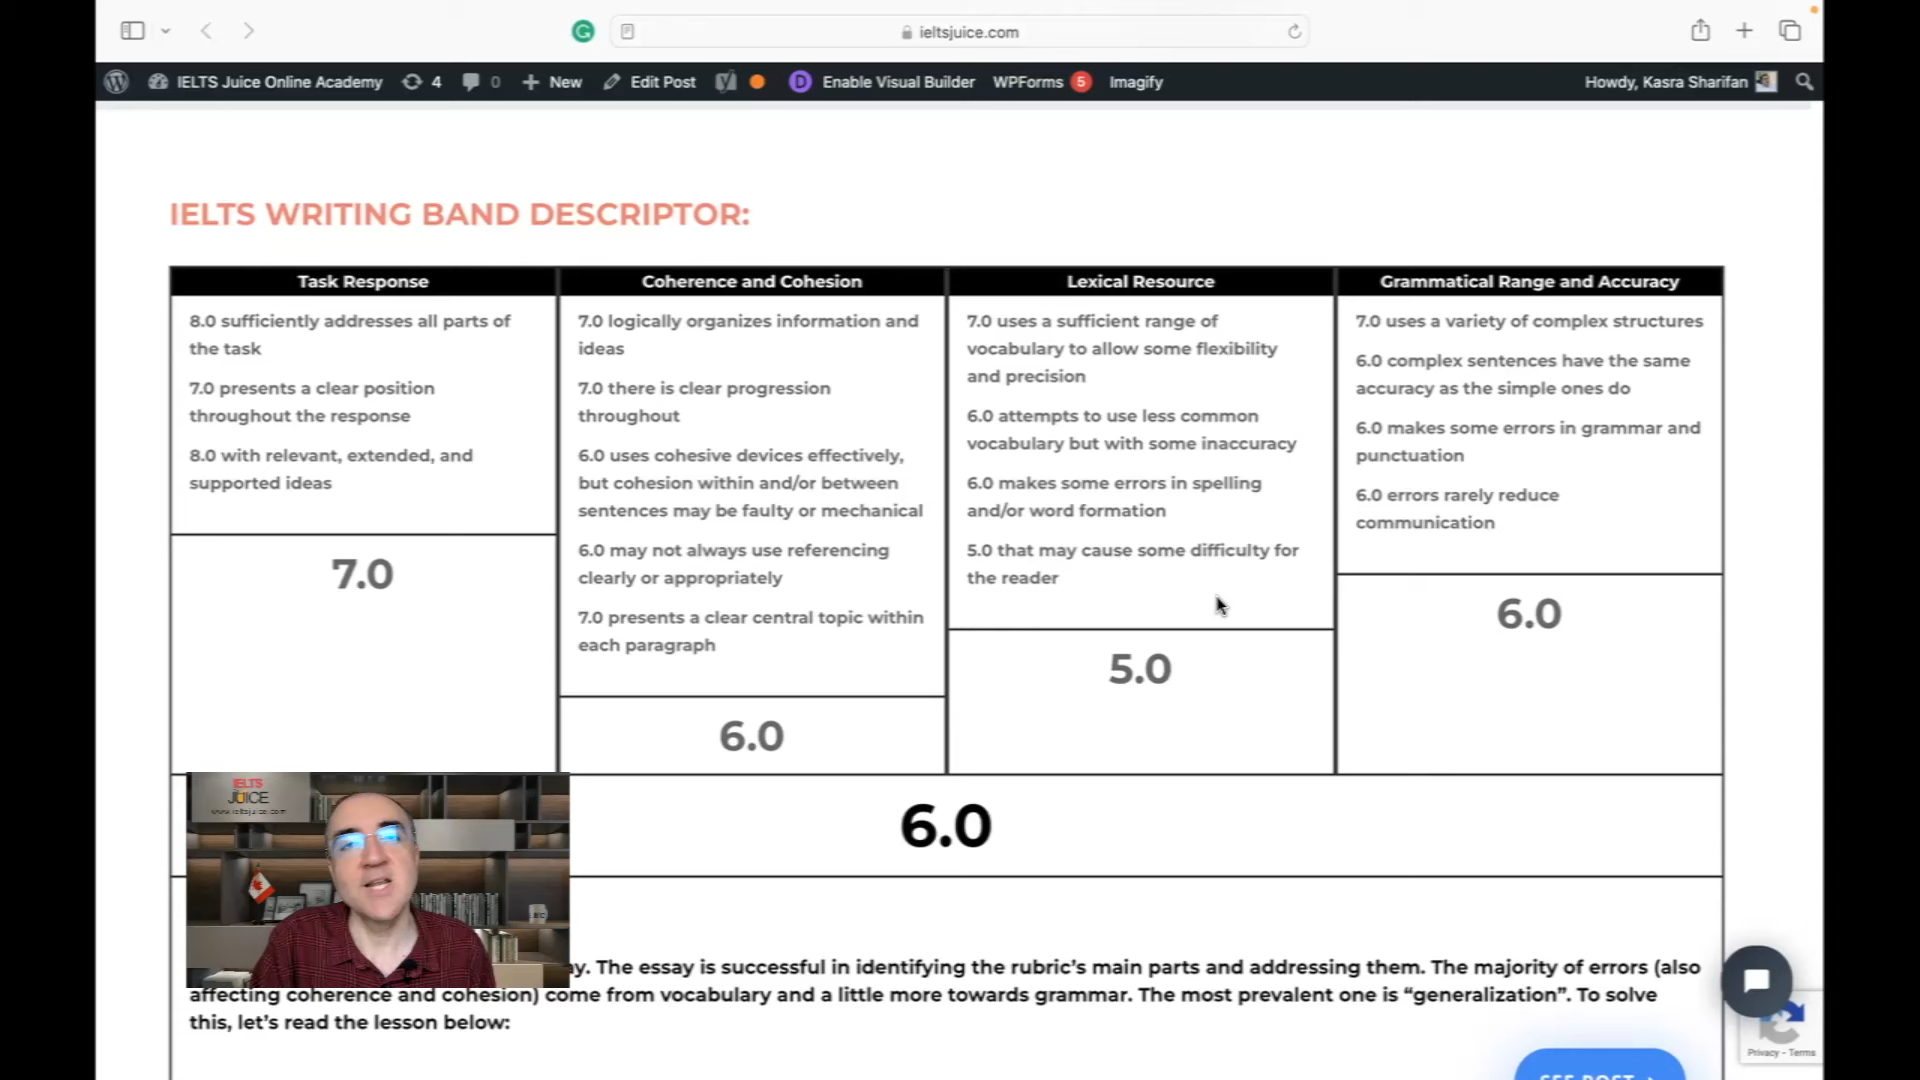 ieltsjuice.com
IELTS Juice Online Academy 4 0 New Edit Post Enable Visual Builder WPForms 5 Imagify Howdy, Kasra Sharifan
IELTS WRITING BAND DESCRIPTOR:
Task Response
8.0 sufficiently addresses all parts of
the task
7.0 presents a clear position
throughout the response
8.0 with relevant, extended, and
supported ideas
7.0
Coherence and Cohesion
7.0 logically organizes information and
ideas
7.0 there is clear progression
throughout
6.0 uses cohesive devices effectively,
but cohesion within and/or between
sentences may be faulty or mechanical
6.0 may not always use referencing
clearly or appropriately
7.0 presents a clear central topic within
each paragraph
6.0
Lexical Resource
7.0 uses a sufficient range of
vocabulary to allow some flexibility
and precision
6.0 attempts to use less common
vocabulary but with some inaccuracy
6.0 makes some errors in spelling
and/or word formation
5.0 that may cause some difficulty for
the reader
5.0
Grammatical Range and Accuracy
7.0 uses a variety of complex structures
6.0 complex sentences have the same
accuracy as the simple ones do
6.0 makes some errors in grammar and
punctuation
6.0 errors rarely reduce
communication
6.0
6.0
IELTS
JUICE
www.ieltsjuice.com
The essay is successful in identifying the rubric's main parts and addressing them. The majority of errors (also
affecting coherence and cohesion) come from vocabulary and a little more towards grammar. The most prevalent one is “generalization”. To solve
this, let's read the lesson below:
Privacy - Terms
SEE POST